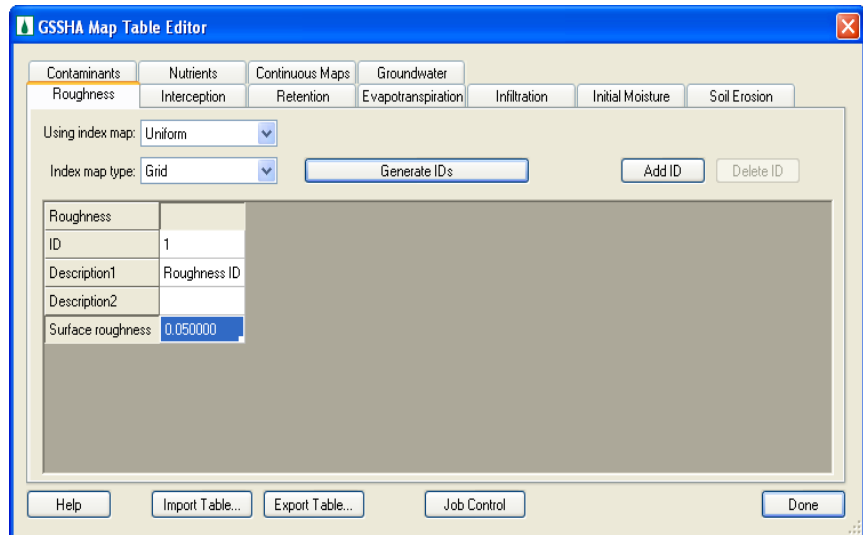 GSSHA Map Table Editor
Contaminants Nutrients Continuous Maps Groundwater
Roughness Interception Retention Evapotranspiration Infiltration Initial Moisture Soil Erosion
Using index map: Uniform
Index map type: Grid Generate IDs Add ID Delete ID
Roughness
ID 1
Description1 Roughness ID
Description2
Surface roughness 0.050000
Help Import Table... Export Table... Job Control Done